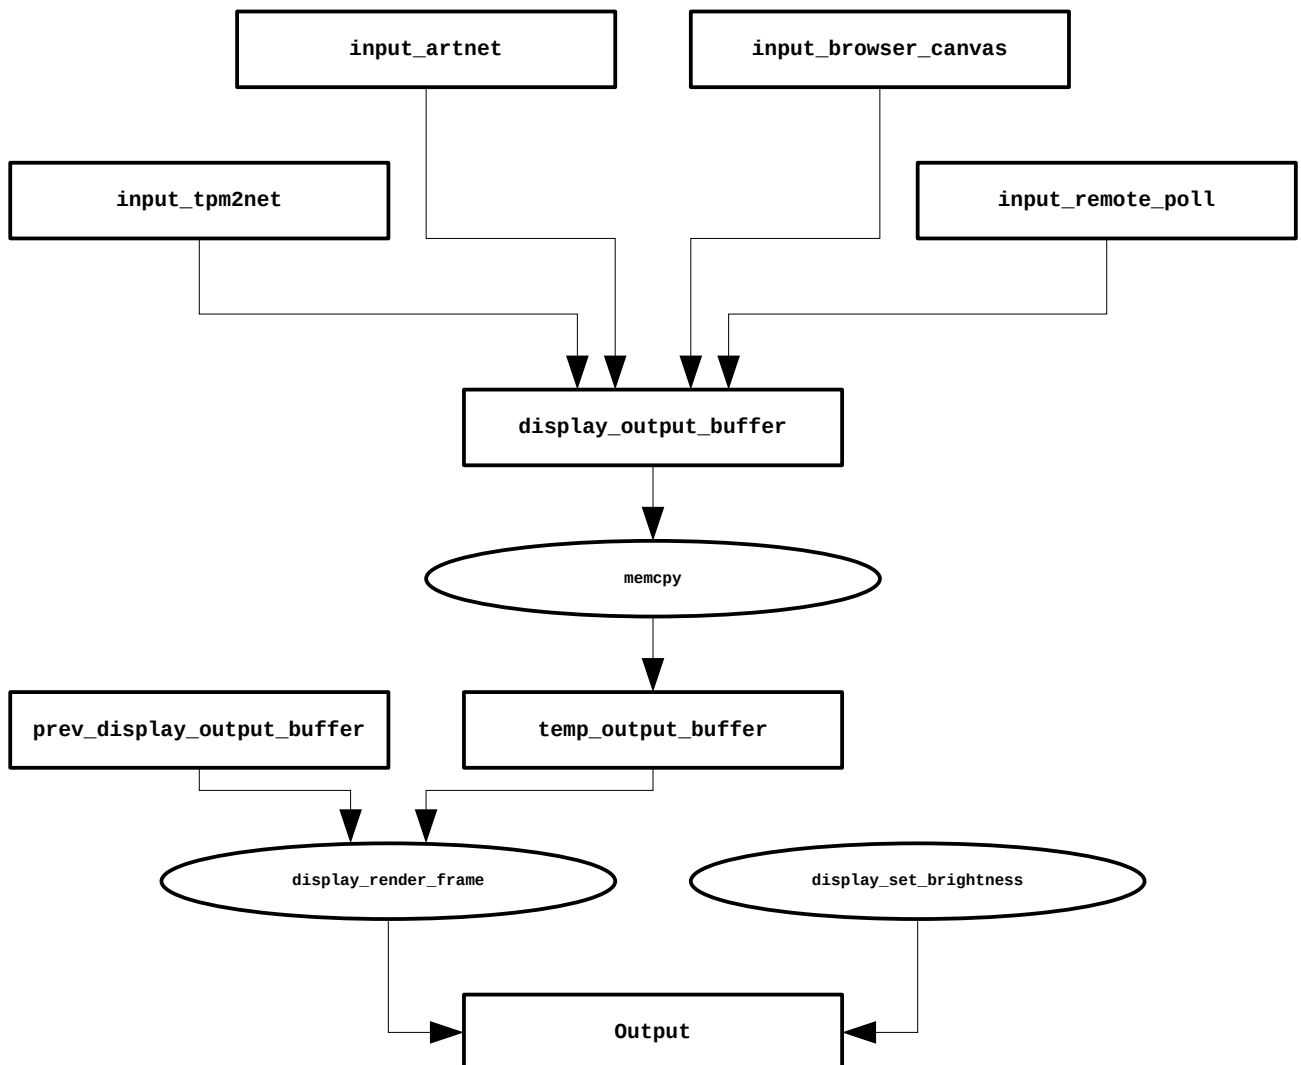 input_artnet
input_browser_canvas
input_tpm2net
input_remote_poll
display_output_buffer
memcpy
prev_display_output_buffer
temp_output_buffer
display_render_frame
display_set_brightness
Output